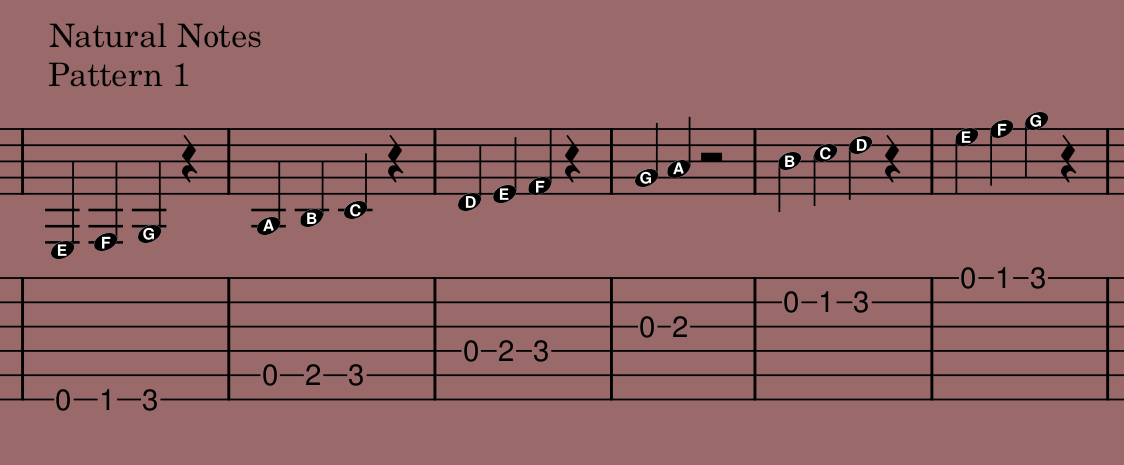 Natural Notes
Pattern 1
E F G A B C D E F G A B C D E F G
0 1 3 0 2 3 0 2 3 0 2 0 1 3 0 1 3